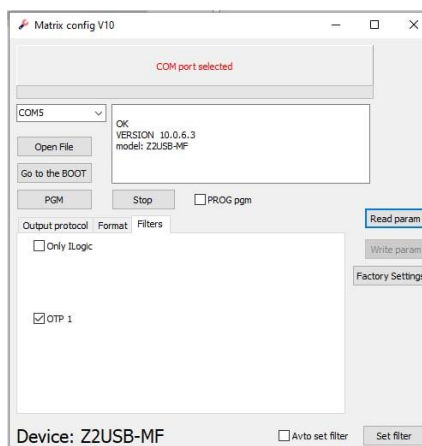 Matrix config V10
COM port selected
COM5
OK
VERSION 10.0.6.3
model: Z2USB-MF
Open File
Go to the BOOT
PGM
Stop
PROG pgm
Read param
Output protocol
Format
Filters
Only ILogic
Write param
Factory Settings
OTP 1
Device: Z2USB-MF
Avto set filter
Set filter